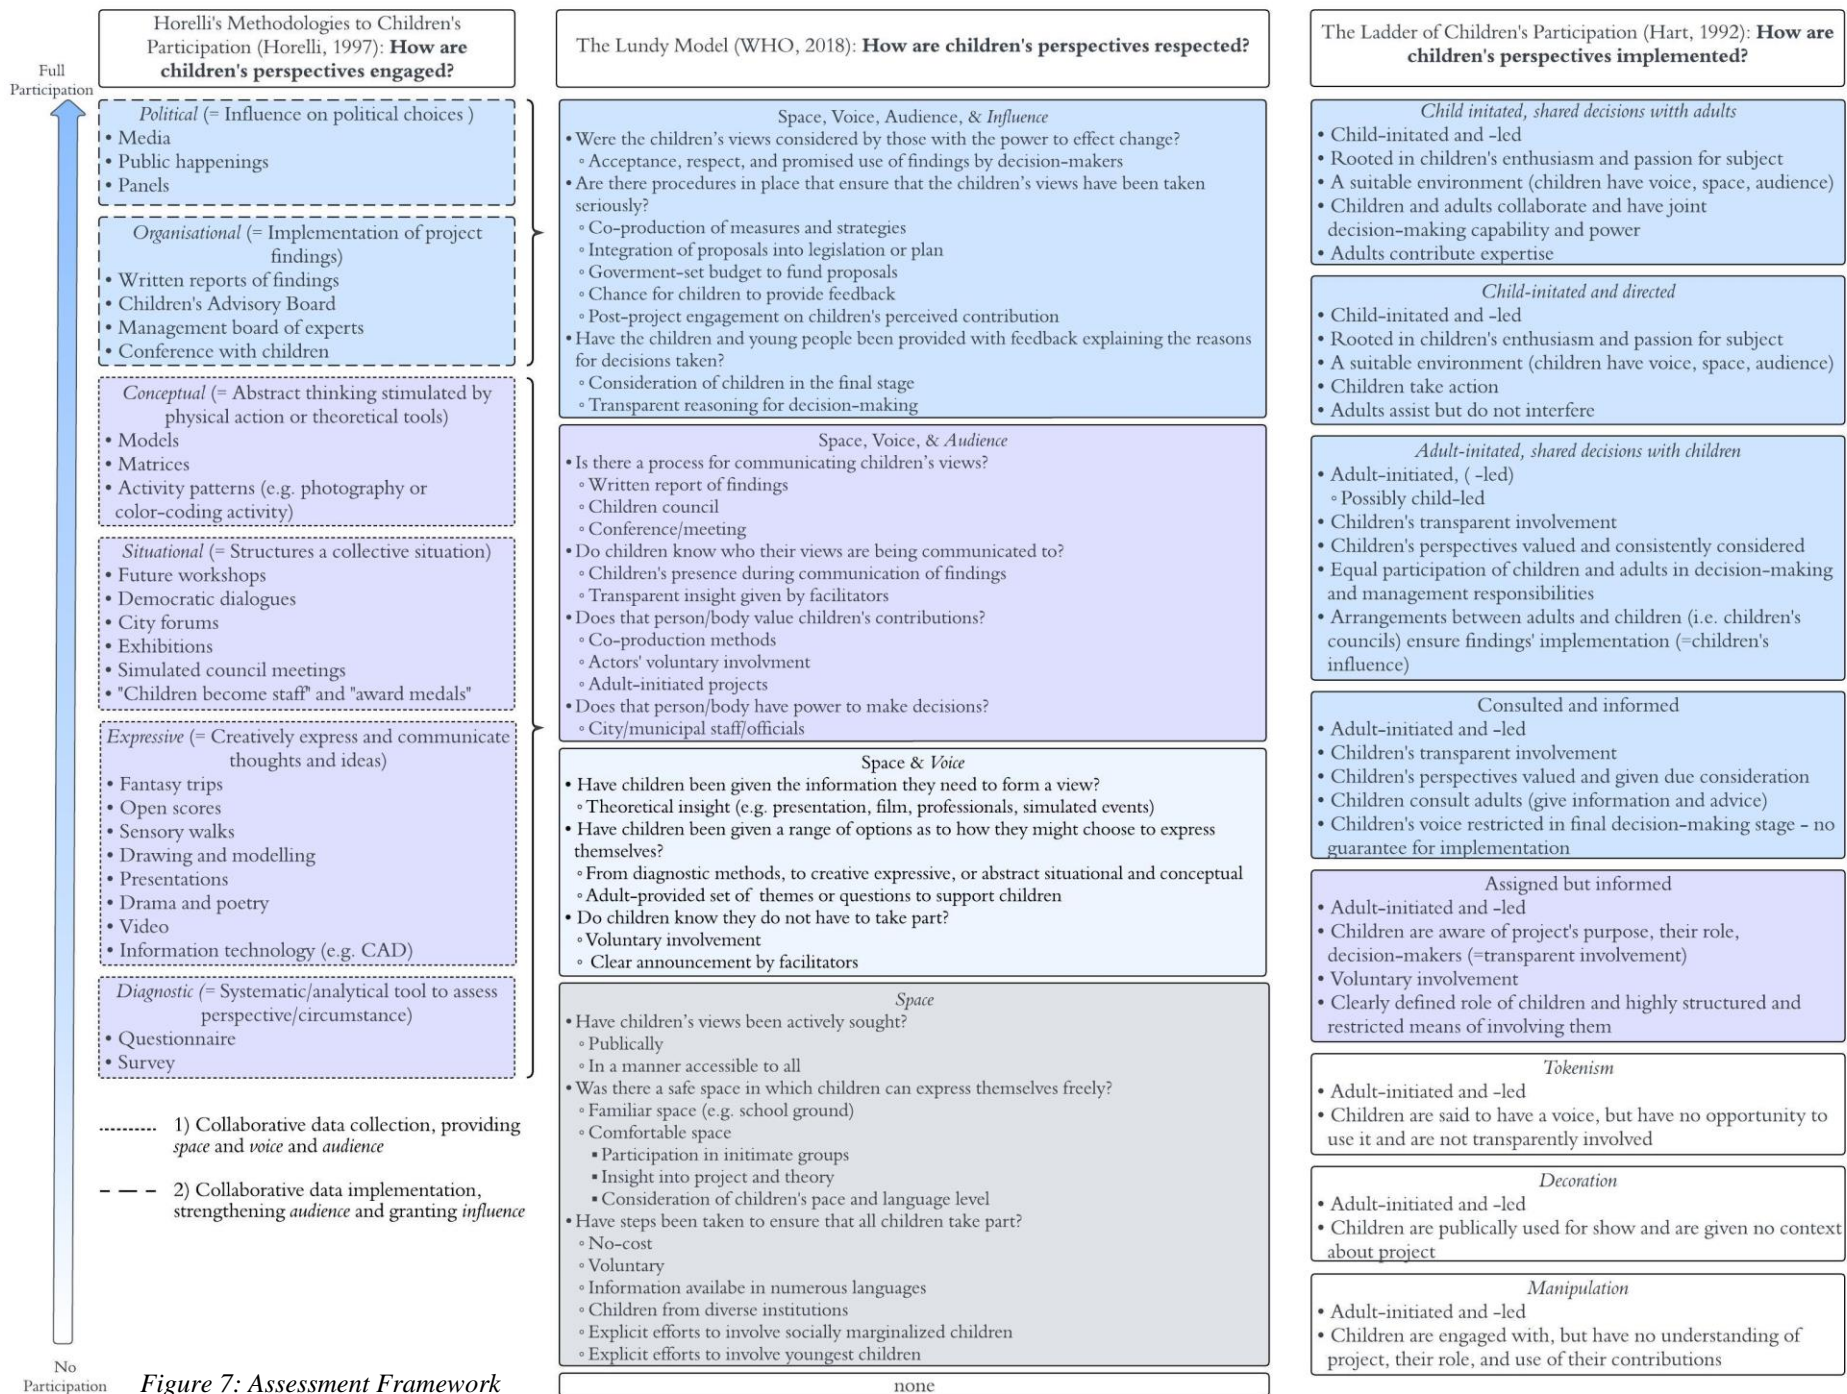 Full
Participation
Horelli's Methodologies to Children's
Participation (Horelli, 1997): How are
children's perspectives engaged?
Political (= Influence on political choices )
• Media
• Public happenings
• Panels
Organisational (= Implementation of project
findings)
• Written reports of findings
• Children's Advisory Board
• Management board of experts
• Conference with children
Conceptual (= Abstract thinking stimulated by
physical action or theoretical tools)
• Models
• Matrices
• Activity patterns (e.g. photography or
color-coding activity)
Situational (= Structures a collective situation)
• Future workshops
• Democratic dialogues
• City forums
• Exhibitions
• Simulated council meetings
• "Children become staff" and "award medals"
Expressive (= Creatively express and communicate
thoughts and ideas)
• Fantasy trips
• Open scores
• Sensory walks
• Drawing and modelling
• Presentations
• Drama and poetry
• Video
• Information technology (e.g. CAD)
Diagnostic (= Systematic/analytical tool to assess
perspective/circumstance)
• Questionnaire
• Survey
1) Collaborative data collection, providing
space and voice and audience
2) Collaborative data implementation,
strengthening audience and granting influence
No
Participation
Figure 7: Assessment Framework
The Lundy Model (WHO, 2018): How are children's perspectives respected?
Space, Voice, Audience, & Influence
• Were the children's views considered by those with the power to effect change?
◦ Acceptance, respect, and promised use of findings by decision-makers
• Are there procedures in place that ensure that the children's views have been taken
seriously?
◦ Co-production of measures and strategies
◦ Integration of proposals into legislation or plan
◦ Goverment-set budget to fund proposals
◦ Chance for children to provide feedback
◦ Post-project engagement on children's perceived contribution
• Have the children and young people been provided with feedback explaining the reasons
for decisions taken?
◦ Consideration of children in the final stage
◦ Transparent reasoning for decision-making
Space, Voice, & Audience
• Is there a process for communicating children's views?
◦ Written report of findings
◦ Children council
◦ Conference/meeting
• Do children know who their views are being communicated to?
◦ Children's presence during communication of findings
◦ Transparent insight given by facilitators
• Does that person/body value children's contributions?
◦ Co-production methods
◦ Actors' voluntary involvment
◦ Adult-initiated projects
• Does that person/body have power to make decisions?
◦ City/municipal staff/officials
Space & Voice
• Have children been given the information they need to form a view?
◦ Theoretical insight (e.g. presentation, film, professionals, simulated events)
• Have children been given a range of options as to how they might choose to express
themselves?
◦ From diagnostic methods, to creative expressive, or abstract situational and conceptual
◦ Adult-provided set of themes or questions to support children
• Do children know they do not have to take part?
◦ Voluntary involvement
◦ Clear announcement by facilitators
Space
• Have children's views been actively sought?
◦ Publically
◦ In a manner accessible to all
• Was there a safe space in which children can express themselves freely?
◦ Familiar space (e.g. school ground)
◦ Comfortable space
▪ Participation in initimate groups
▪ Insight into project and theory
▪ Consideration of children's pace and language level
• Have steps been taken to ensure that all children take part?
◦ No-cost
◦ Voluntary
◦ Information availabe in numerous languages
◦ Children from diverse institutions
◦ Explicit efforts to involve socially marginalized children
◦ Explicit efforts to involve youngest children
none
The Ladder of Children's Participation (Hart, 1992): How are
children's perspectives implemented?
Child initated, shared decisions witth adults
• Child-initated and -led
• Rooted in children's enthusiasm and passion for subject
• A suitable environment (children have voice, space, audience)
• Children and adults collaborate and have joint
decision-making capability and power
• Adults contribute expertise
Child-initated and directed
• Child-initated and -led
• Rooted in children's enthusiasm and passion for subject
• A suitable environment (children have voice, space, audience)
• Children take action
• Adults assist but do not interfere
Adult-initated, shared decisions with children
• Adult-initiated, ( -led)
◦ Possibly child-led
• Children's transparent involvement
• Children's perspectives valued and consistently considered
• Equal participation of children and adults in decision-making
and management responsibilities
• Arrangements between adults and children (i.e. children's
councils) ensure findings' implementation (=children's
influence)
Consulted and informed
• Adult-initiated and -led
• Children's transparent involvement
• Children's perspectives valued and given due consideration
• Children consult adults (give information and advice)
• Children's voice restricted in final decision-making stage - no
guarantee for implementation
Assigned but informed
• Adult-initiated and -led
• Children are aware of project's purpose, their role,
decision-makers (=transparent involvement)
• Voluntary involvement
• Clearly defined role of children and highly structured and
restricted means of involving them
Tokenism
• Adult-initiated and -led
• Children are said to have a voice, but have no opportunity to
use it and are not transparently involved
Decoration
• Adult-initiated and -led
• Children are publically used for show and are given no context
about project
Manipulation
• Adult-initiated and -led
• Children are engaged with, but have no understanding of
project, their role, and use of their contributions